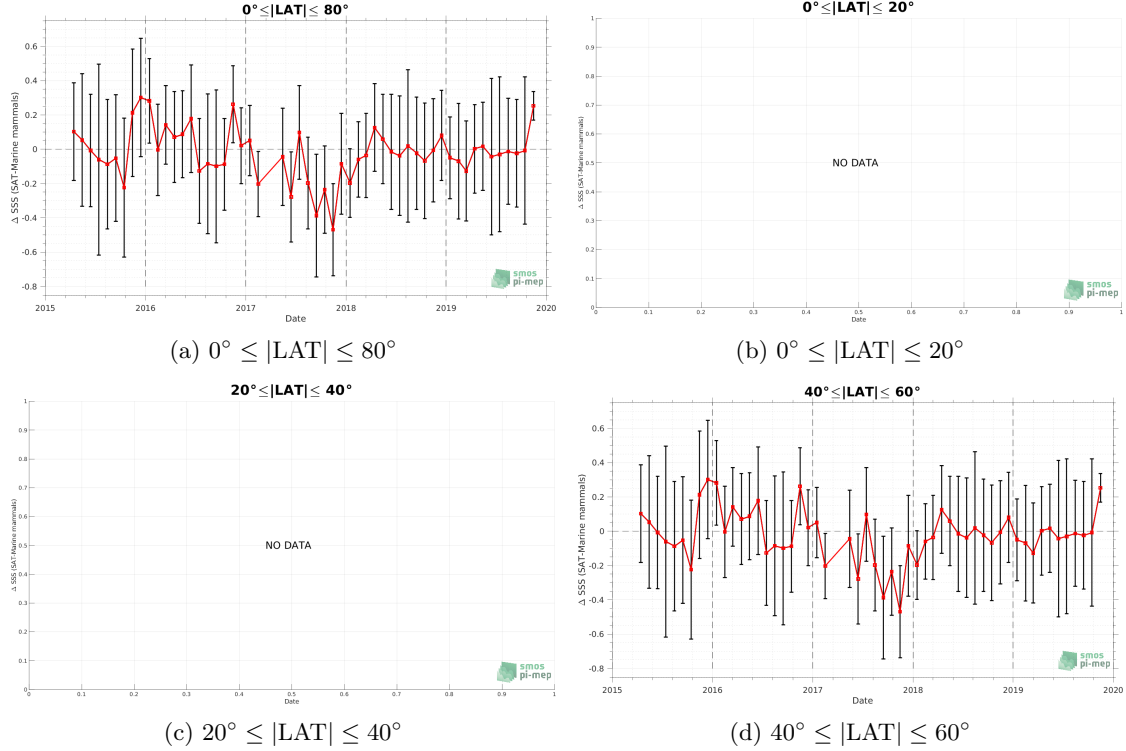 0°≤|LAT|≤ 80°
Δ SSS (SAT-Marine mammals)
0.6
0.4
0.2
0
-0.2
-0.4
-0.6
-0.8
2015 2016 2017 2018 2019 2020
Date
smos
pi-mep
(a) 0° ≤ |LAT| ≤ 80°
0°≤|LAT|≤ 20°
Δ SSS (SAT-Marine mammals)
1
0.9
0.8
0.7
0.6
0.5
0.4
0.3
0.2
0.1
0
NO DATA
0 0.1 0.2 0.3 0.4 0.5 0.6 0.7 0.8 0.9 1
Date
smos
pi-mep
(b) 0° ≤ |LAT| ≤ 20°
20°≤|LAT|≤ 40°
Δ SSS (SAT-Marine mammals)
1
0.9
0.8
0.7
0.6
0.5
0.4
0.3
0.2
0.1
0
NO DATA
0 0.1 0.2 0.3 0.4 0.5 0.6 0.7 0.8 0.9 1
Date
smos
pi-mep
(c) 20° ≤ |LAT| ≤ 40°
40°≤|LAT|≤ 60°
Δ SSS (SAT-Marine mammals)
0.6
0.4
0.2
0
-0.2
-0.4
-0.6
-0.8
2015 2016 2017 2018 2019 2020
Date
smos
pi-mep
(d) 40° ≤ |LAT| ≤ 60°